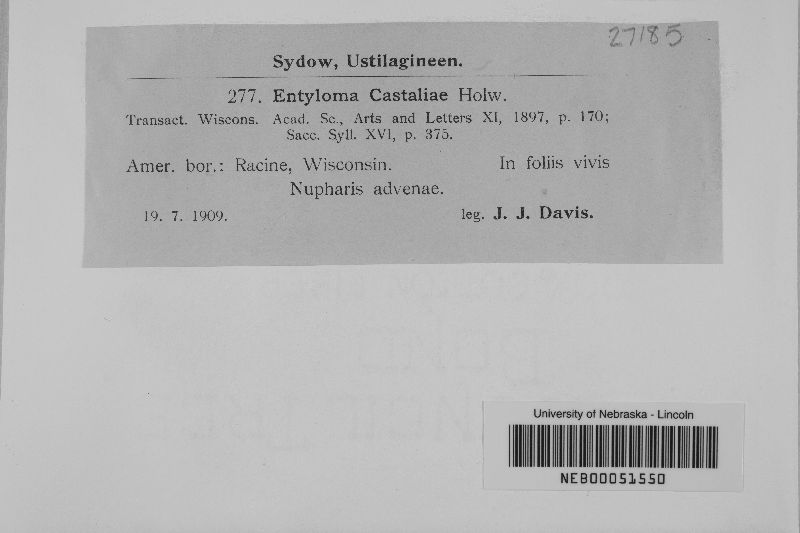 27185
Sydow, Ustilagineen.
277. Entyloma Castaliae Holw.
Transact. Wiscons. Acad. Sc., Arts and Letters XI, 1897, p. 170;
Sacc. Syll. XVI, p. 375.
Amer. bor.: Racine, Wisconsin. In foliis vivis
Nupharis advenae.
19. 7. 1909. leg. J. J. Davis.
University of Nebraska - Lincoln
NEB00051550